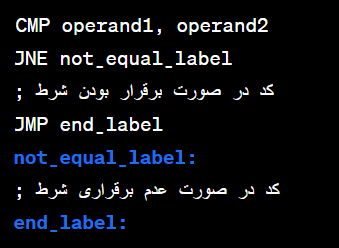 CMP operand1, operand2
JNE not_equal_label
; کد در صورت برقرار بودن شرط
JMP end_label
not_equal_label:
; کد در صورت عدم برقراری شرط
end_label: